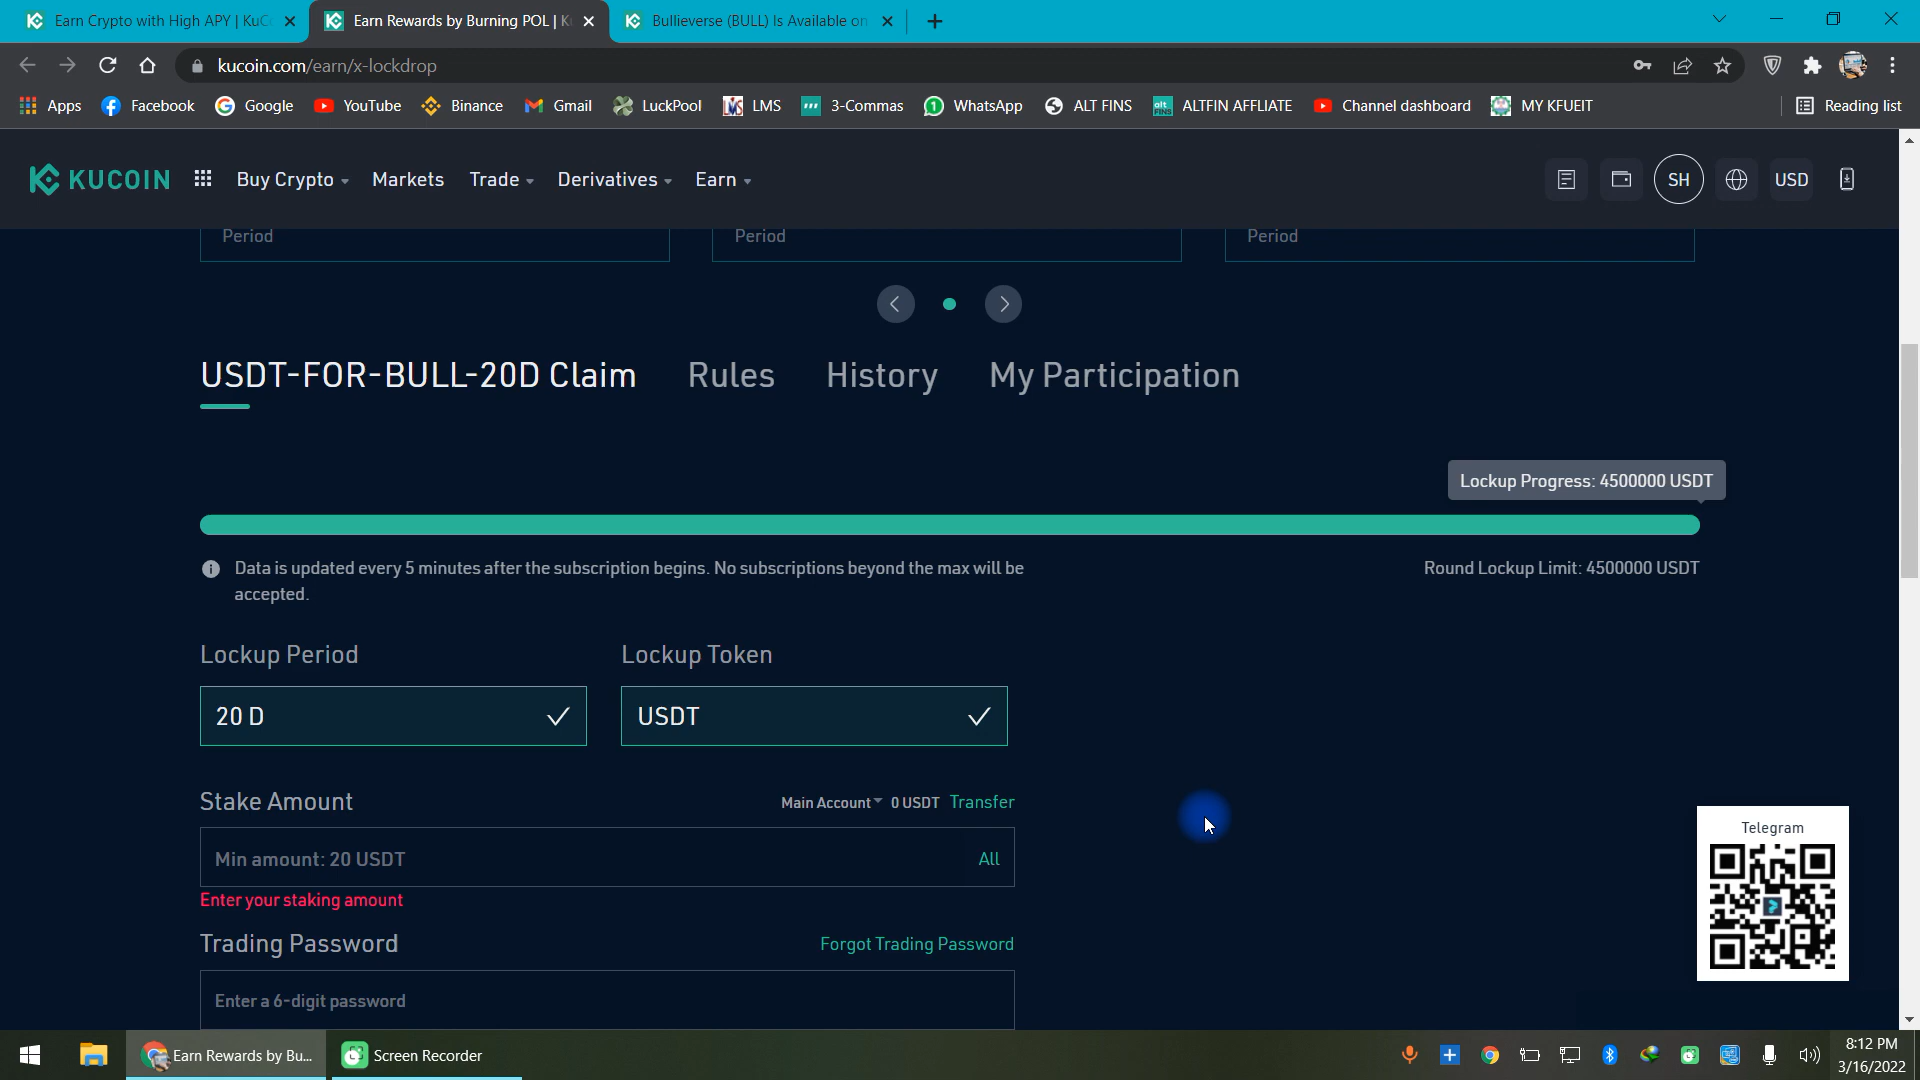 Earn Crypto with High APY | KuC
Earn Rewards by Burning POL | K
Bullieverse (BULL) Is Available on
kucoin.com/earn/x-lockdrop
Apps Facebook Google YouTube Binance Gmail LuckPool LMS 3-Commas WhatsApp ALT FINS ALTFIN AFFLIATE Channel dashboard MY KFUEIT Reading list
KUCOIN Buy Crypto Markets Trade Derivatives Earn SH USD
Period Period Period
USDT-FOR-BULL-20D Claim Rules History My Participation
Lockup Progress: 4500000 USDT
Data is updated every 5 minutes after the subscription begins. No subscriptions beyond the max will be
accepted.
Round Lockup Limit: 4500000 USDT
Lockup Period Lockup Token
20 D USDT
Stake Amount Main Account 0 USDT Transfer
Min amount: 20 USDT All
Enter your staking amount
Trading Password Forgot Trading Password
Enter a 6-digit password
Telegram
Earn Rewards by Bu... Screen Recorder
8:12 PM
3/16/2022